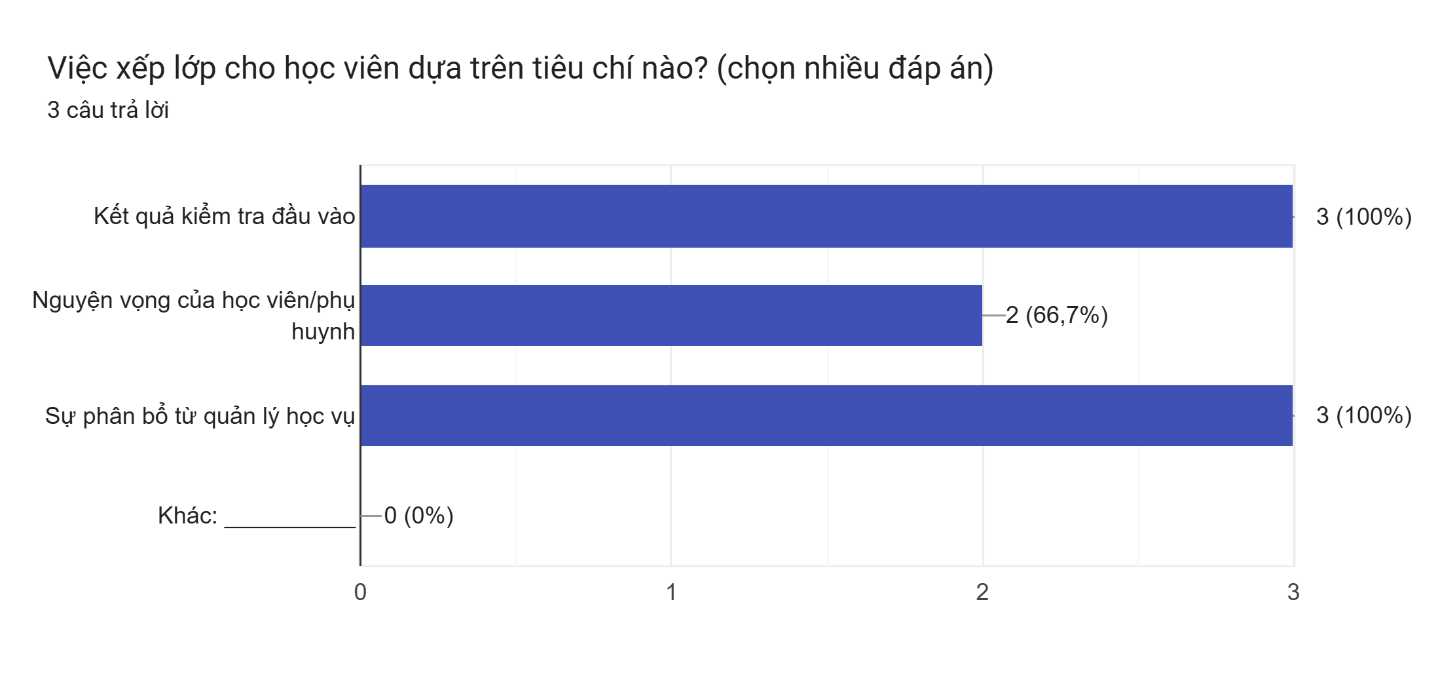 Việc xếp lớp cho học viên dựa trên tiêu chí nào? (chọn nhiều đáp án)
3 câu trả lời
Kết quả kiểm tra đầu vào
3 (100%)
Nguyện vọng của học viên/phụ
huynh
2 (66,7%)
Sự phân bổ từ quản lý học vụ
3 (100%)
Khác: __________
0 (0%)
0
1
2
3